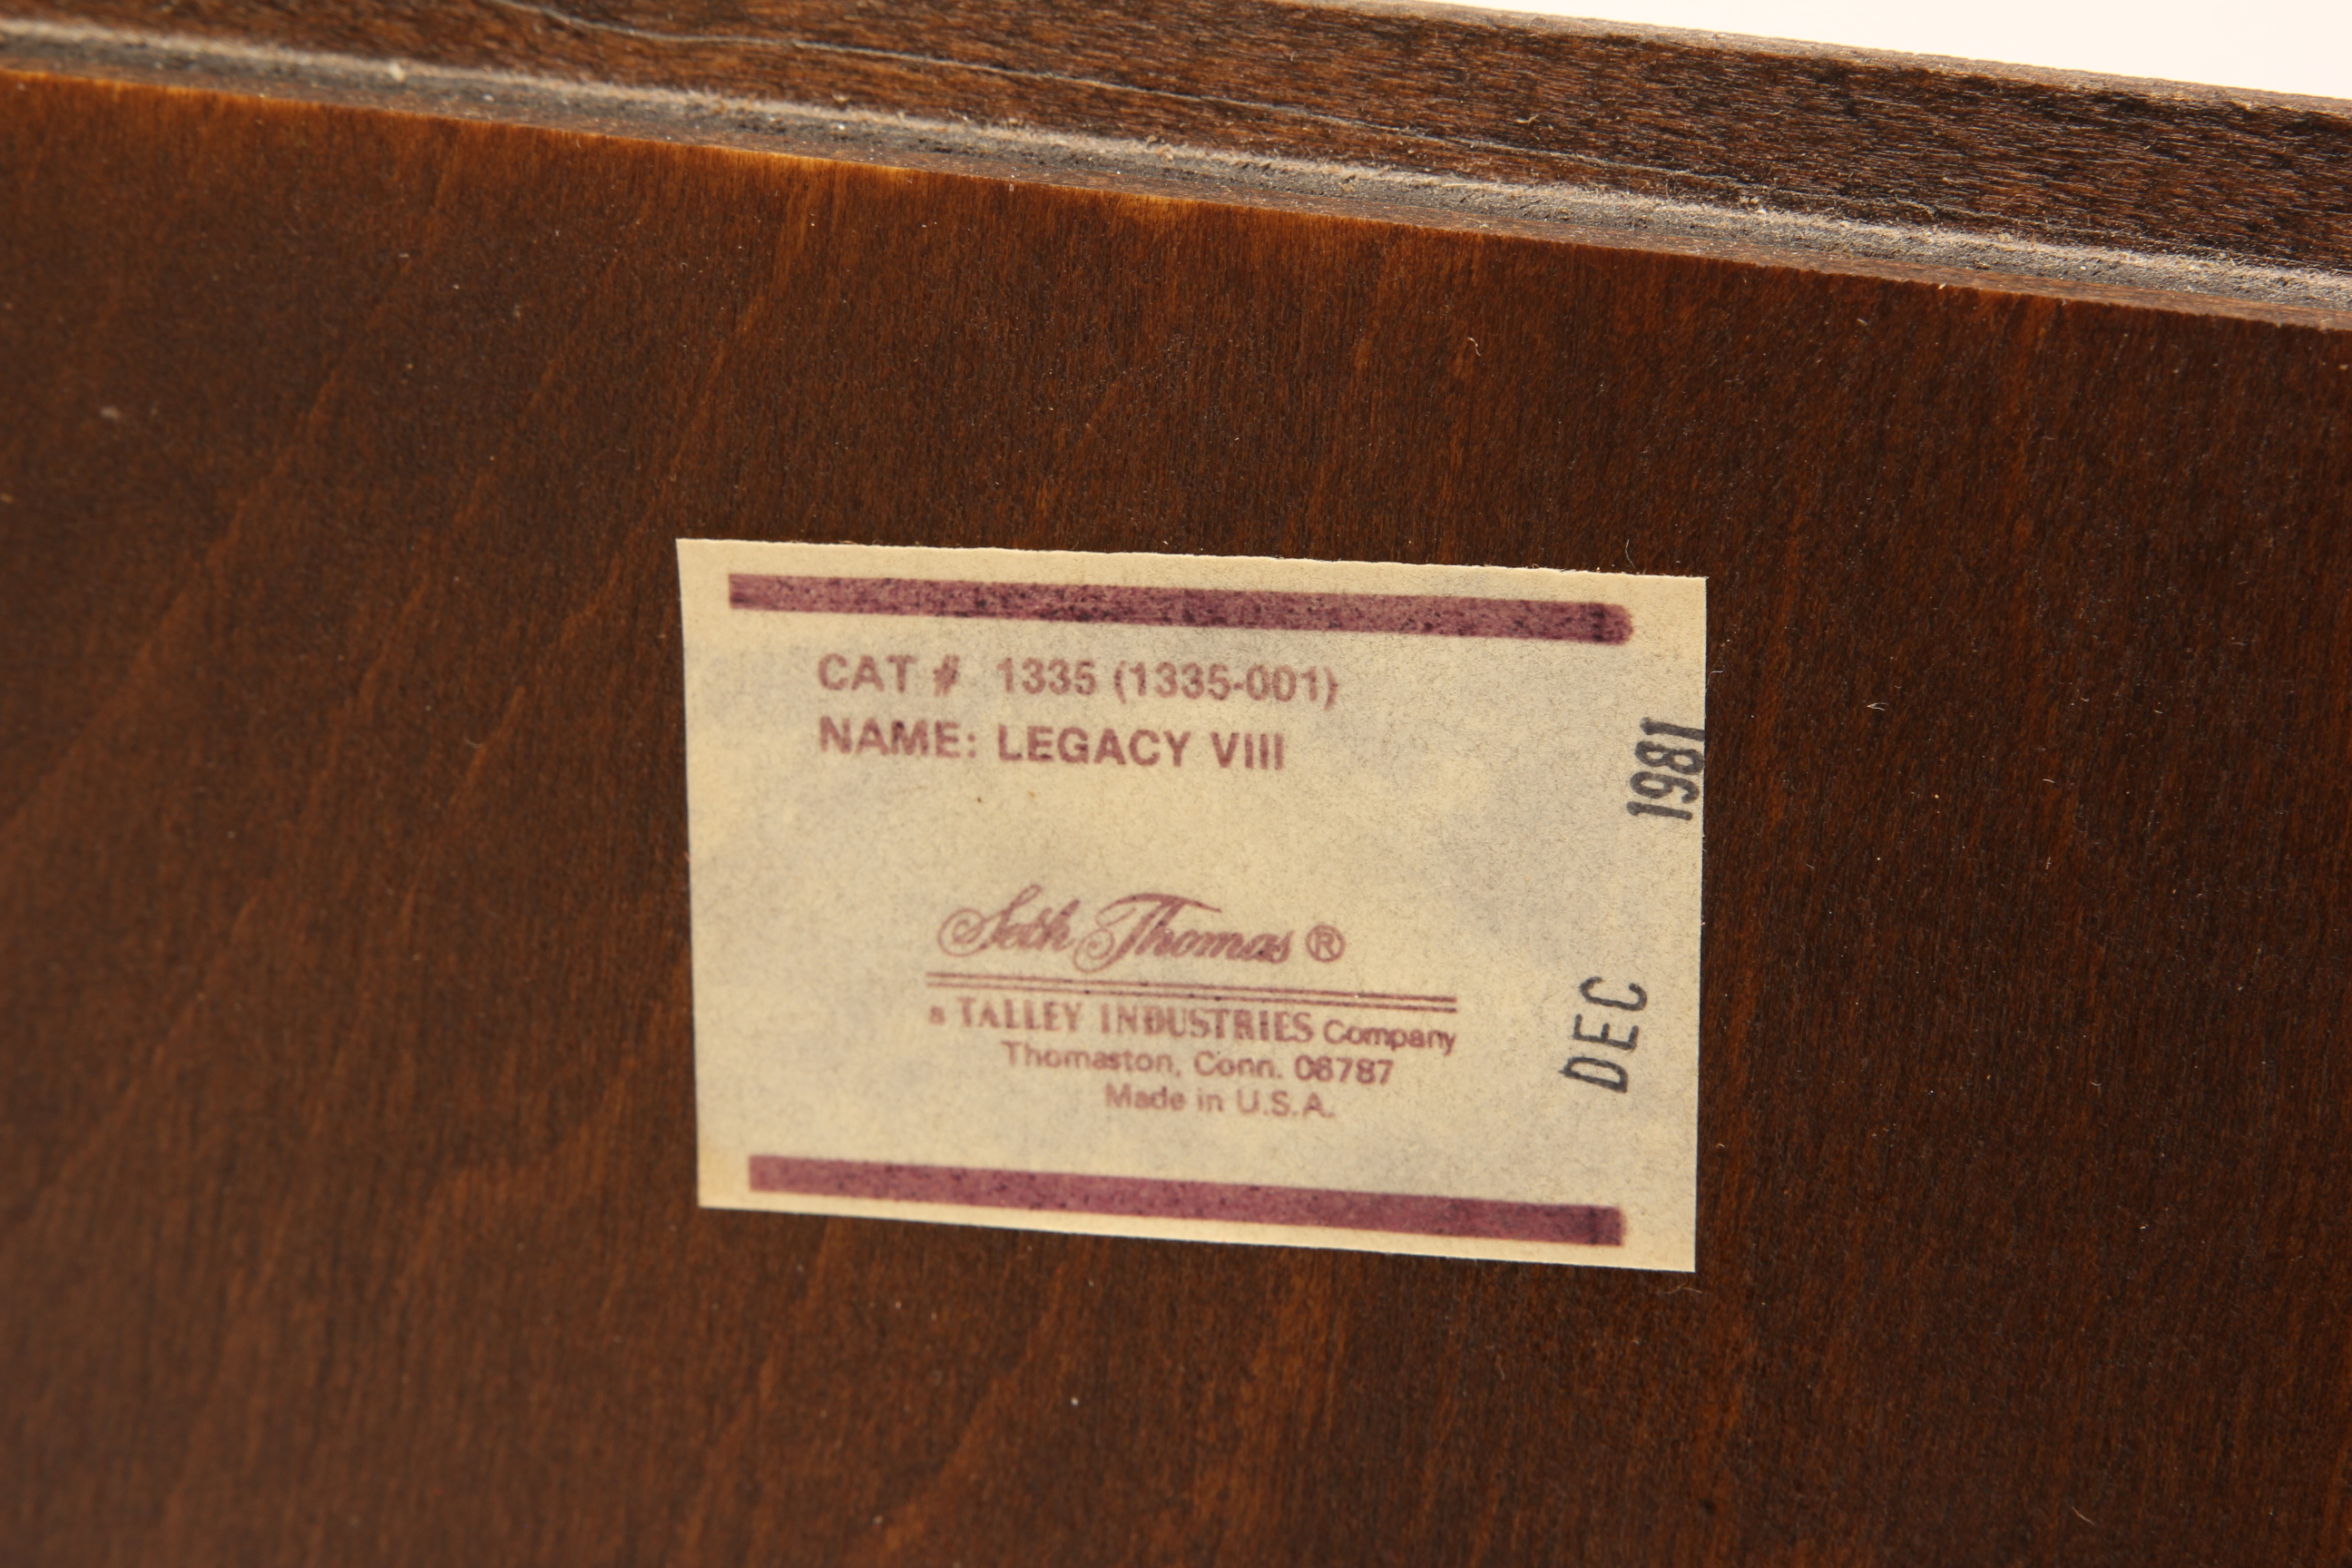 CAT # 1335 (1335-001)
NAME: LEGACY VIII
Seth Thomas ®
a TALLEY INDUSTRIES Company
Thomaston, Conn. 06787
Made in U.S.A.
DEC 1981